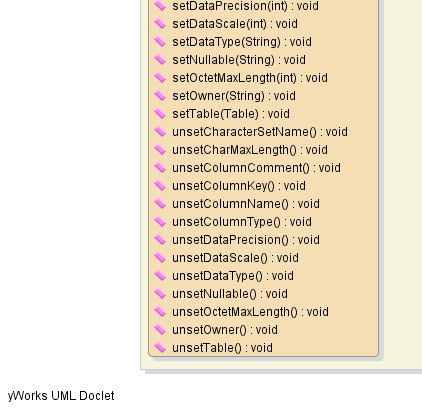 setDataPrecision(int) : void
setDataScale(int) : void
setDataType(String) : void
setNullable(String) : void
setOctetMaxLength(int) : void
setOwner(String) : void
setTable(Table) : void
unsetCharacterSetName() : void
unsetCharMaxLength() : void
unsetColumnComment() : void
unsetColumnKey() : void
unsetColumnName() : void
unsetColumnType() : void
unsetDataPrecision() : void
unsetDataScale() : void
unsetDataType() : void
unsetNullable() : void
unsetOctetMaxLength() : void
unsetOwner() : void
unsetTable() : void
yWorks UML Doclet